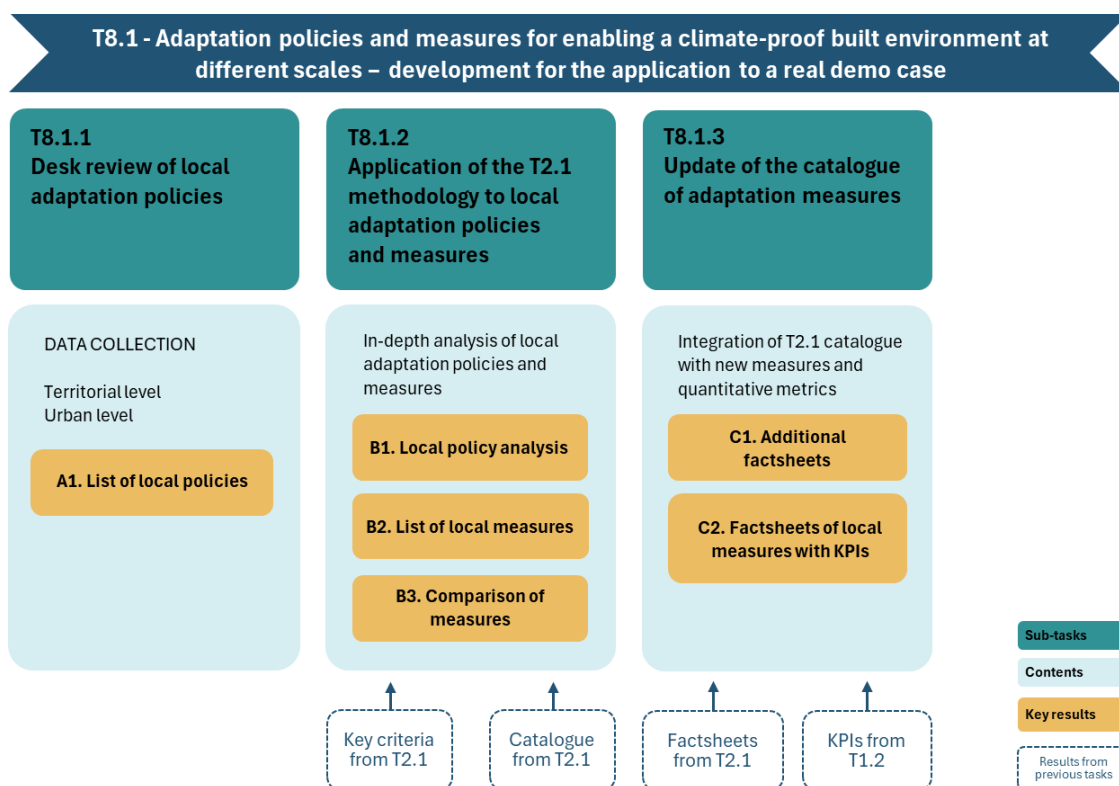 T8.1 - Adaptation policies and measures for enabling a climate-proof built environment at
different scales – development for the application to a real demo case
T8.1.1
Desk review of local
adaptation policies
T8.1.2
Application of the T2.1
methodology to local
adaptation policies
and measures
T8.1.3
Update of the catalogue
of adaptation measures
DATA COLLECTION
Territorial level
Urban level
A1. List of local policies
In-depth analysis of local
adaptation policies and
measures
B1. Local policy analysis
B2. List of local measures
B3. Comparison of
measures
Integration of T2.1 catalogue
with new measures and
quantitative metrics
C1. Additional
factsheets
C2. Factsheets of local
measures with KPIs
Key criteria
from T2.1
Catalogue
from T2.1
Factsheets
from T2.1
KPIs from
T1.2
Sub-tasks
Contents
Key results
Results from
previous tasks